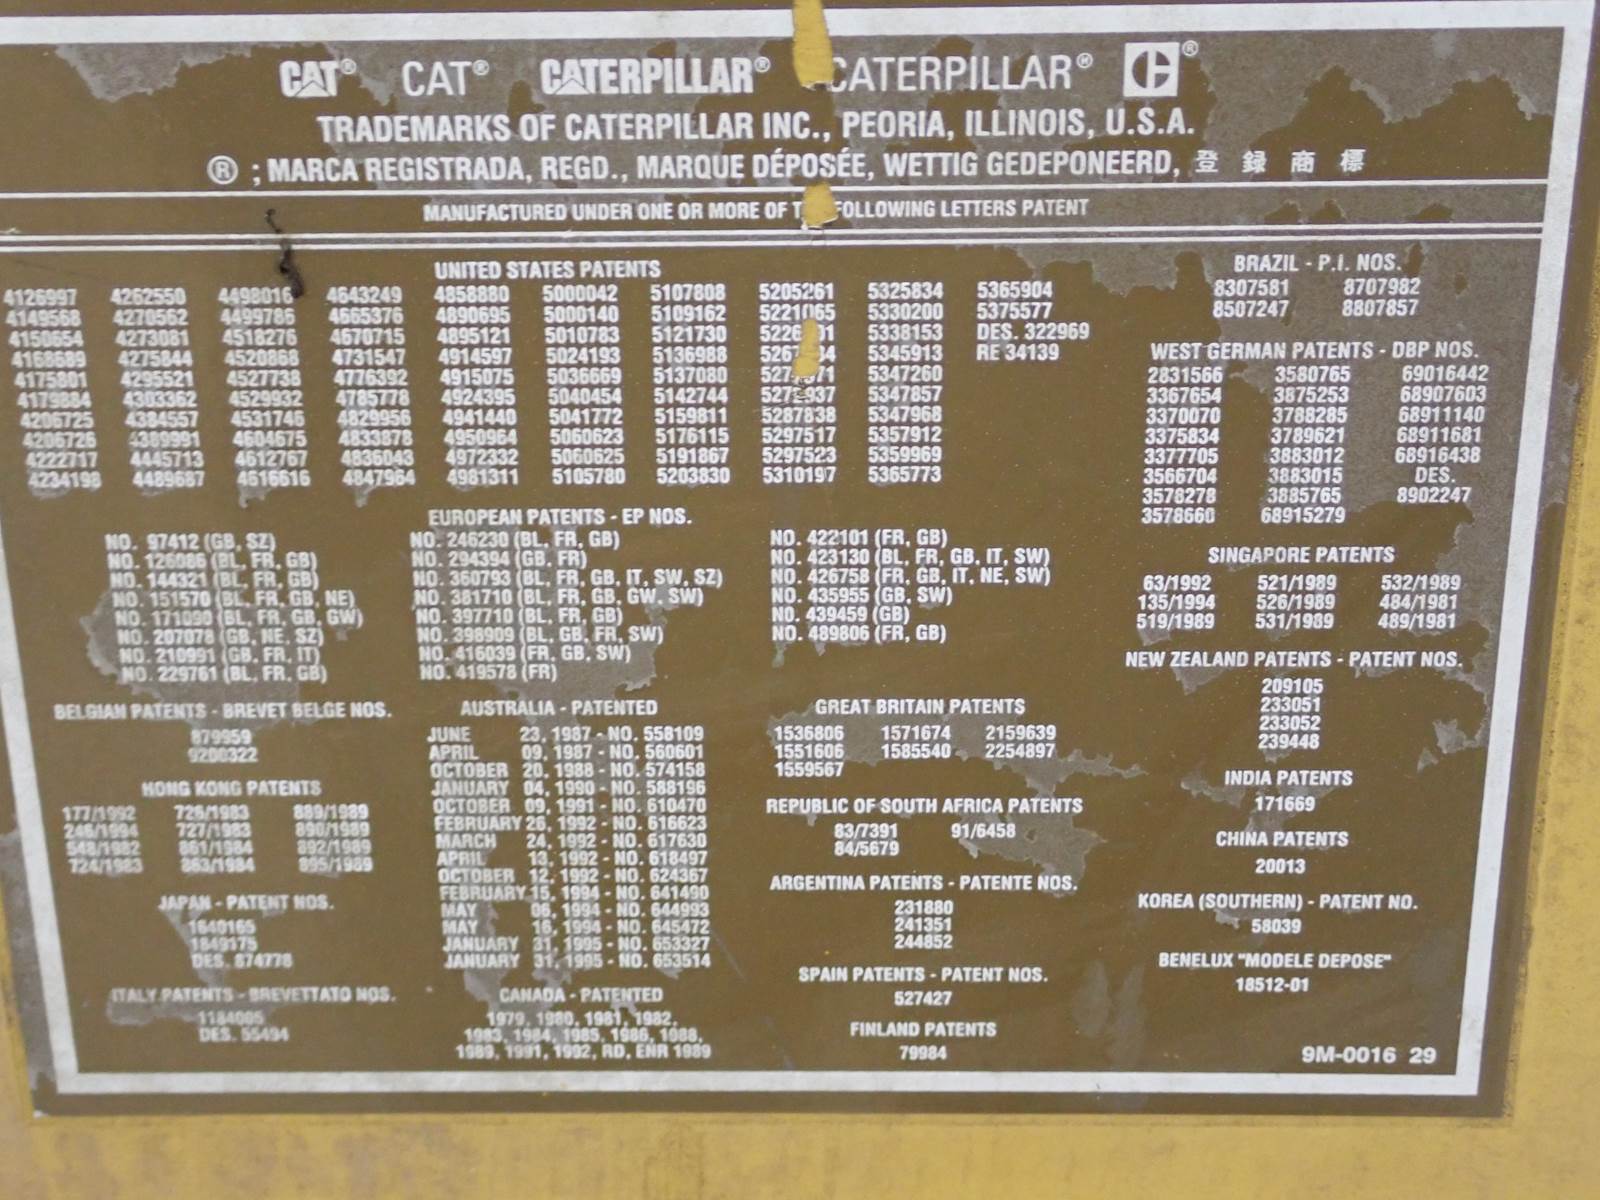 CAT® CAT® CATERPILLAR® CATERPILLAR® ®
TRADEMARKS OF CATERPILLAR INC., PEORIA, ILLINOIS, U.S.A.
® ; MARCA REGISTRADA, REGD., MARQUE DÉPOSÉE, WETTIG GEDEPONEERD, 登 録 商 標
MANUFACTURED UNDER ONE OR MORE OF FOLLOWING LETTERS PATENT
UNITED STATES PATENTS
4126997 4262550 4498016 4643249 4858880 5000042 5107808 5205261 5325834 5365904
4149568 4270562 4499786 4665376 4890695 5000140 5109162 5221065 5330200 5375577
4150654 4273081 4518276 4670715 4895121 5010783 5121730 5338153 DES. 322969
4168689 4275844 4520868 4731547 4914597 5024193 5136988 5345913 RE 34139
4175801 4295521 4527738 4776392 4915075 5036669 5137080 5347260
4179884 4303362 4529932 4785778 4924395 5040454 5142744 5347857
4206725 4384557 4531746 4829956 4941440 5041772 5159811 5287838 5347968
4206726 4389991 4604675 4833878 4950964 5060623 5176115 5297517 5357912
4222717 4445713 4612767 4836043 4972332 5060625 5191867 5297523 5359969
4234198 4489687 4616616 4847964 4981311 5105780 5203830 5310197 5365773
EUROPEAN PATENTS - EP NOS.
NO. 97412 (GB, SZ)
NO. 126086 (BL, FR, GB)
NO. 144321 (BL, FR, GB)
NO. 151570 (BL, FR, GB, NE)
NO. 171090 (BL, FR, GB, GW)
NO. 207078 (GB, NE, SZ)
NO. 210991 (GB, FR, IT)
NO. 229761 (BL, FR, GB)
NO. 246230 (BL, FR, GB)
NO. 294394 (GB, FR)
NO. 360793 (BL, FR, GB, IT, SW, SZ)
NO. 381710 (BL, FR, GB, GW, SW)
NO. 397710 (BL, FR, GB)
NO. 398909 (BL, GB, FR, SW)
NO. 416039 (FR, GB, SW)
NO. 419578 (FR)
NO. 422101 (FR, GB)
NO. 423130 (BL, FR, GB, IT, SW)
NO. 426758 (FR, GB, IT, NE, SW)
NO. 435955 (GB, SW)
NO. 439459 (GB)
NO. 489806 (FR, GB)
BELGIAN PATENTS - BREVET BELGE NOS.
879959
9200322
HONG KONG PATENTS
177/1992 726/1983 889/1989
246/1994 727/1983 890/1989
548/1982 861/1984 892/1989
724/1983 863/1984 895/1989
JAPAN - PATENT NOS.
1640165
1849175
DES. 874778
ITALY PATENTS - BREVETTATO NOS.
1184005
DES. 55494
AUSTRALIA - PATENTED
JUNE 23, 1987 - NO. 558109
APRIL 09, 1987 - NO. 560601
OCTOBER 20, 1988 - NO. 574158
JANUARY 04, 1990 - NO. 588196
OCTOBER 09, 1991 - NO. 610470
FEBRUARY 26, 1992 - NO. 616623
MARCH 24, 1992 - NO. 617630
APRIL 13, 1992 - NO. 618497
OCTOBER 12, 1992 - NO. 624367
FEBRUARY 15, 1994 - NO. 641490
MAY 06, 1994 - NO. 644993
MAY 16, 1994 - NO. 645472
JANUARY 31, 1995 - NO. 653327
JANUARY 31, 1995 - NO. 653514
CANADA - PATENTED
1979, 1980, 1981, 1982,
1983, 1984, 1985, 1986, 1988,
1989, 1991, 1992, RD, ENR 1989
GREAT BRITAIN PATENTS
1536806 1571674 2159639
1551606 1585540 2254897
1559567
REPUBLIC OF SOUTH AFRICA PATENTS
83/7391 91/6458
84/5679
ARGENTINA PATENTS - PATENTE NOS.
231880
241351
244852
SPAIN PATENTS - PATENT NOS.
527427
FINLAND PATENTS
79984
BRAZIL - P.I. NOS.
8307581 8707982
8507247 8807857
WEST GERMAN PATENTS - DBP NOS.
2831566 3580765 69016442
3367654 3875253 68907603
3370070 3788285 68911140
3375834 3789621 68911681
3377705 3883012 68916438
3566704 3883015 DES.
3578278 3885765 8902247
3578660 68915279
SINGAPORE PATENTS
63/1992 521/1989 532/1989
135/1994 526/1989 484/1981
519/1989 531/1989 489/1981
NEW ZEALAND PATENTS - PATENT NOS.
209105
233051
233052
239448
INDIA PATENTS
171669
CHINA PATENTS
20013
KOREA (SOUTHERN) - PATENT NO.
58039
BENELUX "MODELE DEPOSE"
18512-01
9M-0016 29